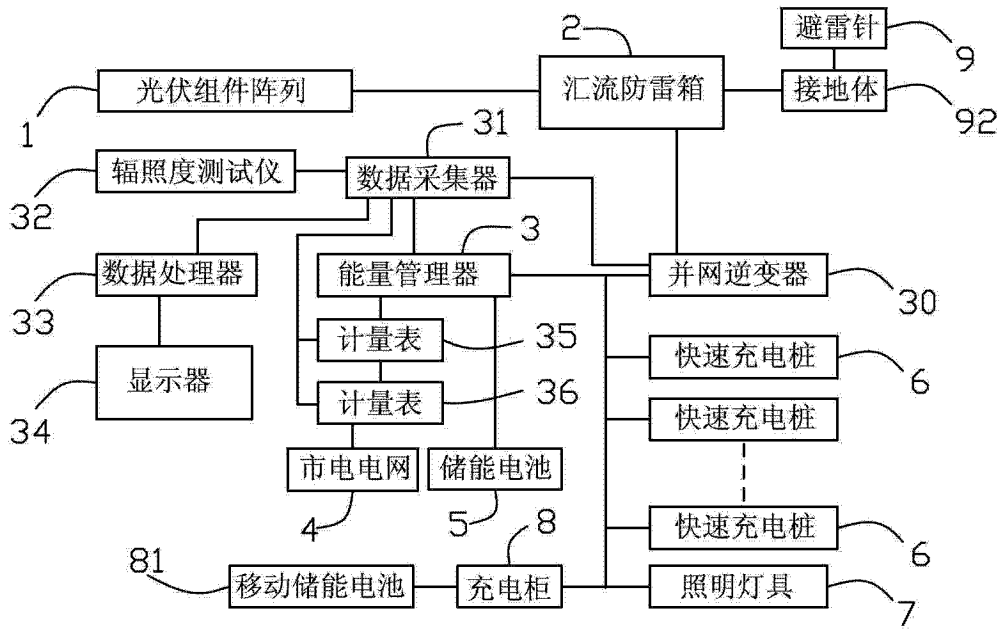 避雷针
2
9
光伏组件阵列
汇流防雷箱
接地体
1
31
92
辐照度测试仪
数据采集器
32
3
数据处理器
能量管理器
并网逆变器
33
30
计量表
35
快速充电桩
6
显示器
计量表
36
快速充电桩
34
市电电网
储能电池
4
5
8
快速充电桩
6
81
移动储能电池
充电柜
照明灯具
7